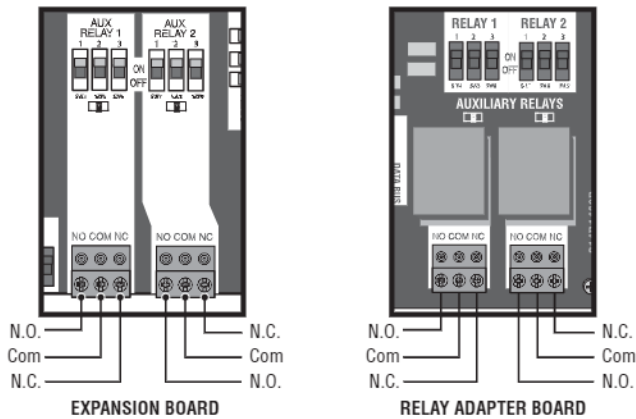 AUX
RELAY 1
1 2 3
AUX
RELAY 2
1 2 3
ON
OFF
NO COM NC
NO COM NC
N.O.
Com
N.C.
N.C.
Com
N.O.
EXPANSION BOARD
RELAY 1
1 2 3
RELAY 2
1 2 3
ON
OFF
AUXILIARY RELAYS
DATA BUS
NO COM NC
NO COM NC
N.O.
Com
N.C.
N.C.
Com
N.O.
RELAY ADAPTER BOARD